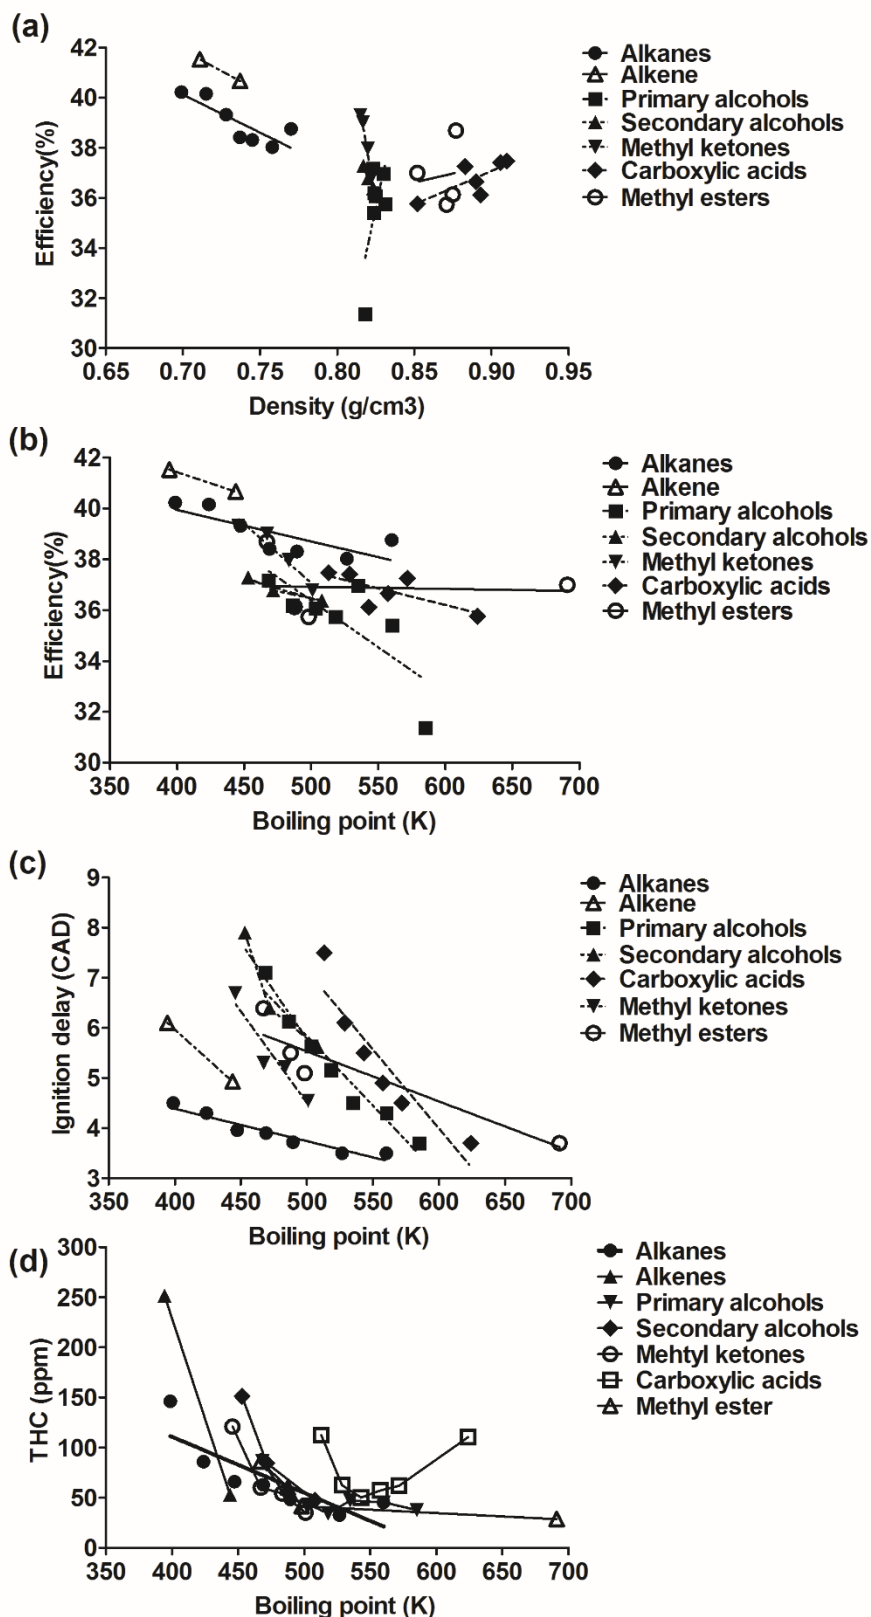 (a)
42
40
38
36
34
32
30
Efficiency(%)
0.65 0.70 0.75 0.80 0.85 0.90 0.95
Density (g/cm3)
Alkanes
Alkene
Primary alcohols
Secondary alcohols
Methyl ketones
Carboxylic acids
Methyl esters
(b)
42
40
38
36
34
32
30
Efficiency(%)
350 400 450 500 550 600 650 700
Boiling point (K)
Alkanes
Alkene
Primary alcohols
Secondary alcohols
Methyl ketones
Carboxylic acids
Methyl esters
(c)
9
8
7
6
5
4
3
Ignition delay (CAD)
350 400 450 500 550 600 650 700
Boiling point (K)
Alkanes
Alkene
Primary alcohols
Secondary alcohols
Carboxylic acids
Methyl ketones
Methyl esters
(d)
300
250
200
150
100
50
0
THC (ppm)
350 400 450 500 550 600 650 700
Boiling point (K)
Alkanes
Alkenes
Primary alcohols
Secondary alcohols
Mehtyl ketones
Carboxylic acids
Methyl ester